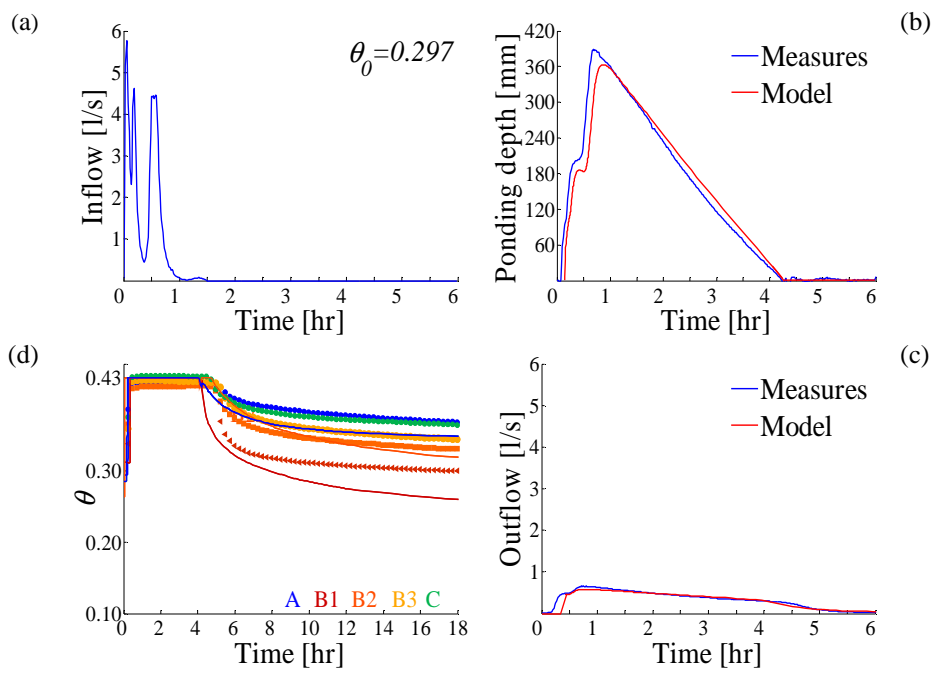 (a)
6
5
4
3
2
1
Inflow [l/s]
θ0=0.297
0 1 2 3 4 5 6
Time [hr]
(b)
420
360
300
240
180
120
60
Ponding depth [mm]
Measures
Model
0 1 2 3 4 5 6
Time [hr]
(d)
0.43
0.30
0.20
0.10
θ
A B1 B2 B3 C
0 2 4 6 8 10 12 14 16 18
Time [hr]
(c)
6
5
4
3
2
1
Outflow [l/s]
Measures
Model
0 1 2 3 4 5 6
Time [hr]